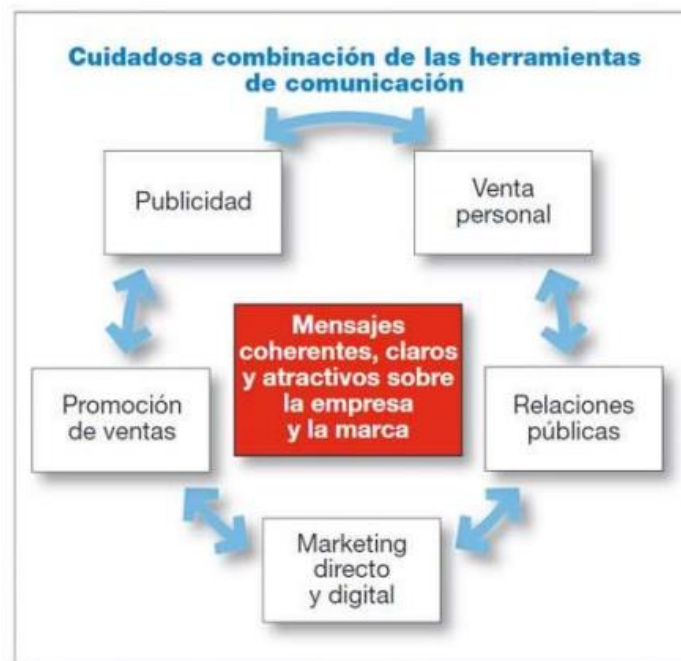 Cuidadosa combinación de las herramientas
de comunicación
Publicidad
Venta
personal
Mensajes
coherentes, claros
y atractivos sobre
la empresa
y la marca
Promoción
de ventas
Relaciones
públicas
Marketing
directo
y digital